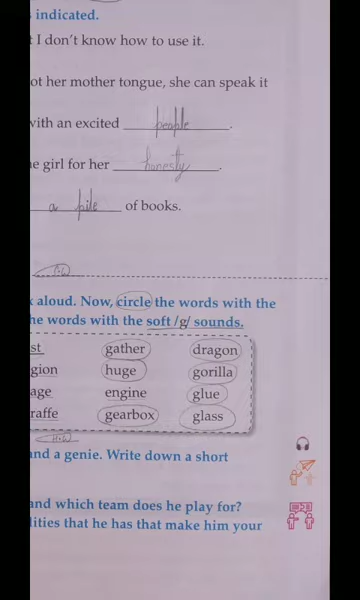 indicated.
I don't know how to use it.
ot her mother tongue, she can speak it
with an excited people.
e girl for her honesty.
a pile of books.
C.W
aloud. Now, circle the words with the
he words with the soft /g/ sounds.
st gather dragon
gion huge gorilla
age engine glue
raffe gearbox glass
H.W
and a genie. Write down a short
and which team does he play for?
lities that he has that make him your